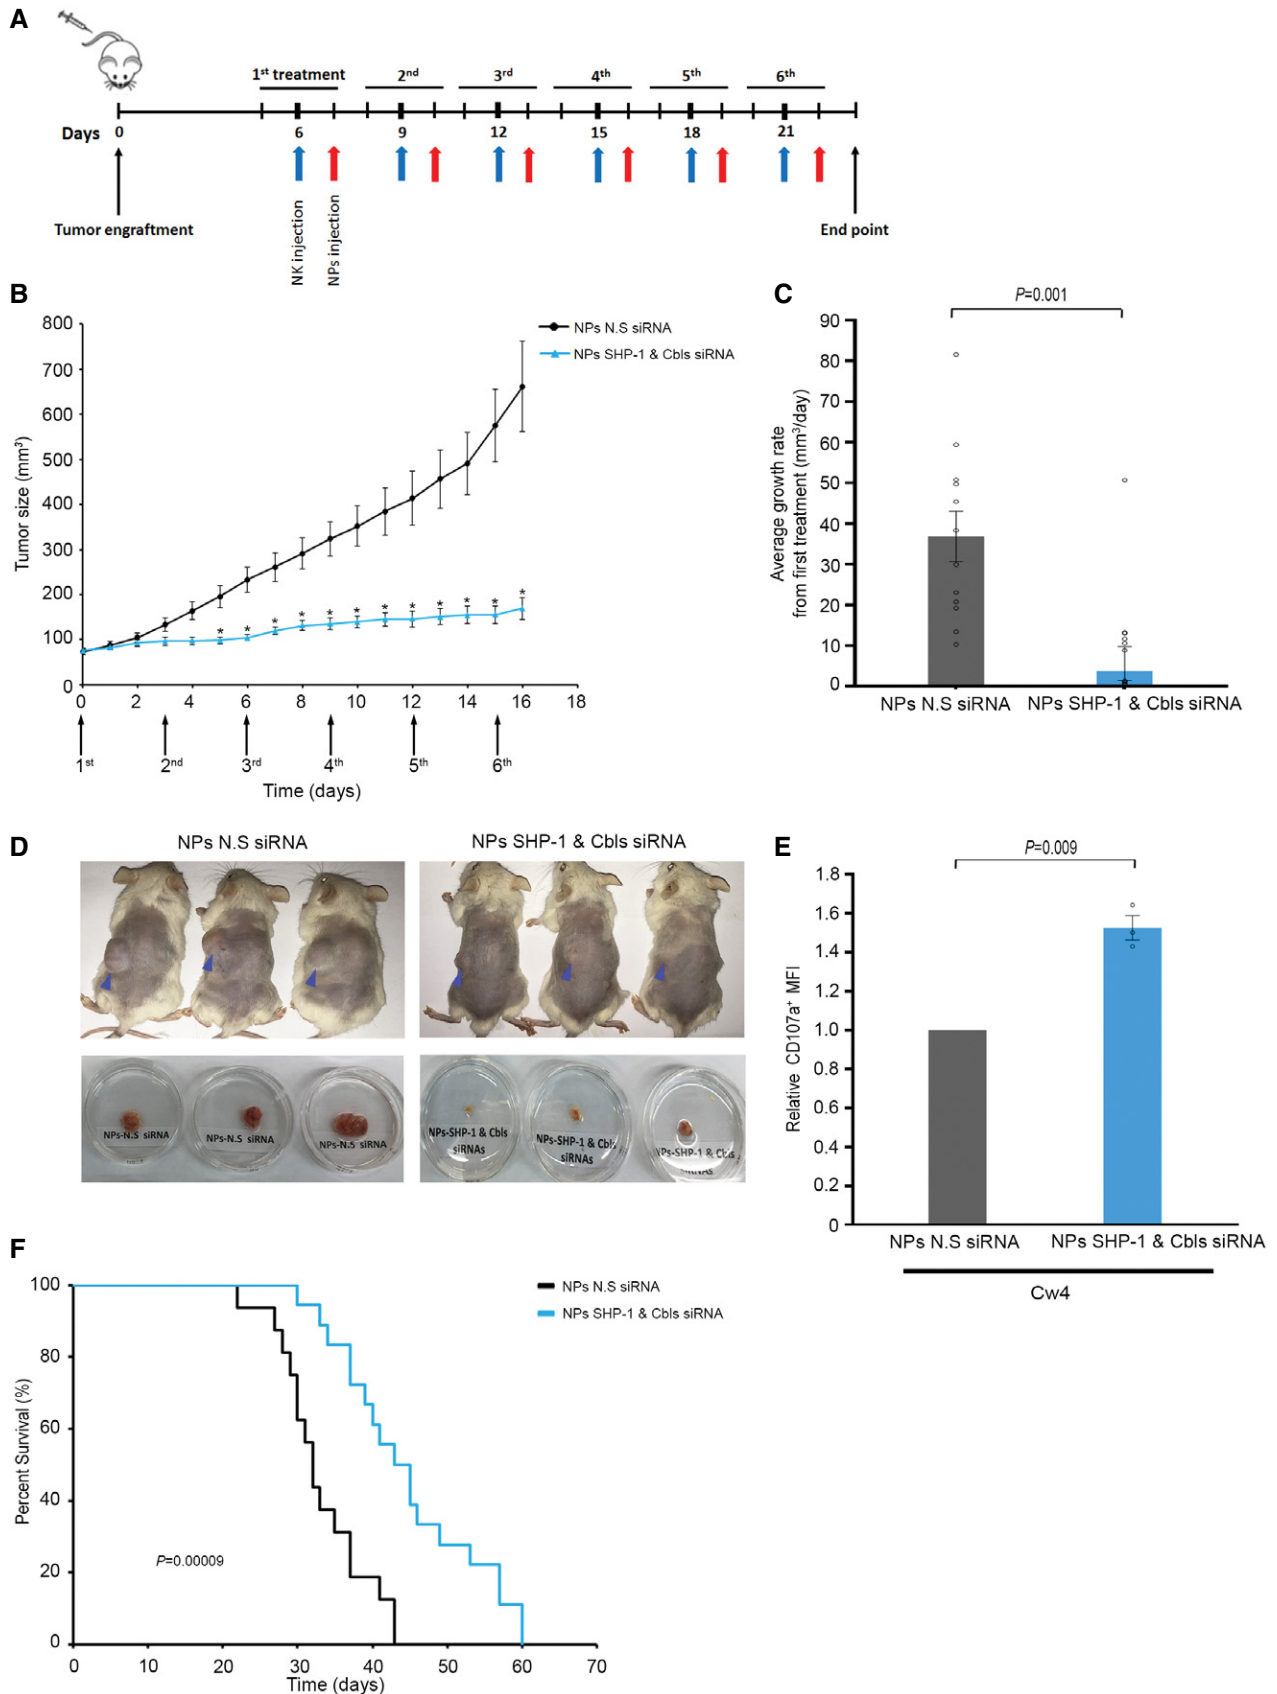 A
1st treatment 2nd 3rd 4th 5th 6th
Days 0 6 9 12 15 18 21
Tumor engraftment
NK injection
NPs injection
End point
B
Tumor size (mm³)
800
700
600
500
400
300
200
100
0
0 2 4 6 8 10 12 14 16 18
NPs N.S siRNA
NPs SHP-1 & Cbls siRNA
* * * * * * * * * * * *
1st 2nd 3rd 4th 5th 6th
Time (days)
C
P=0.001
Average growth rate
from first treatment (mm³/day)
90
80
70
60
50
40
30
20
10
0
NPs N.S siRNA NPs SHP-1 & Cbls siRNA
D
NPs N.S siRNA NPs SHP-1 & Cbls siRNA
NPs-N.S siRNA
NPs-N.S siRNA
NPs-N.S siRNA
NPs-SHP-1 & Cbls
siRNAs
NPs-SHP-1 & Cbls
siRNAs
NPs-SHP-1 & Cbls
siRNAs
E
P=0.009
Relative CD107a⁺ MFI
1.8
1.6
1.4
1.2
1.0
0.8
0.6
0.4
0.2
0
NPs N.S siRNA NPs SHP-1 & Cbls siRNA
Cw4
F
Percent Survival (%)
100
80
60
40
20
0
0 10 20 30 40 50 60 70
Time (days)
P=0.00009
NPs N.S siRNA
NPs SHP-1 & Cbls siRNA